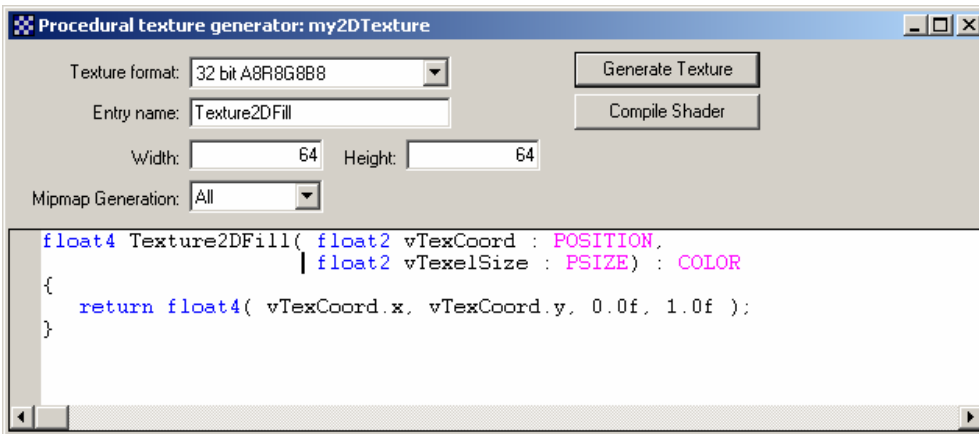 Procedural texture generator: my2DTexture
Texture format: 32 bit A8R8G8B8 Generate Texture
Entry name: Texture2DFill Compile Shader
Width: 64 Height: 64
Mipmap Generation: All
float4 Texture2DFill( float2 vTexCoord : POSITION,
float2 vTexelSize : PSIZE) : COLOR
{
return float4( vTexCoord.x, vTexCoord.y, 0.0f, 1.0f );
}